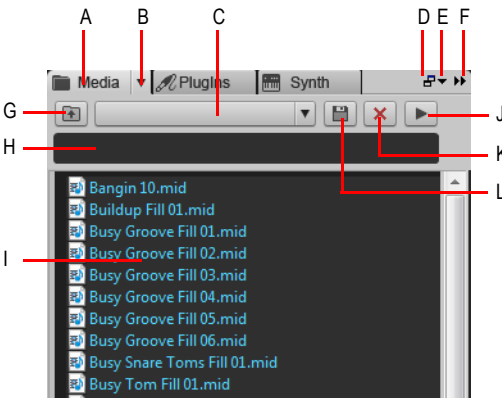 A B C D E F
Media PlugIns Synth
G
J
H
K
L
Bangin 10.mid
Buildup Fill 01.mid
Busy Groove Fill 01.mid
I
Busy Groove Fill 02.mid
Busy Groove Fill 03.mid
Busy Groove Fill 04.mid
Busy Groove Fill 05.mid
Busy Groove Fill 06.mid
Busy Snare Toms Fill 01.mid
Busy Tom Fill 01.mid